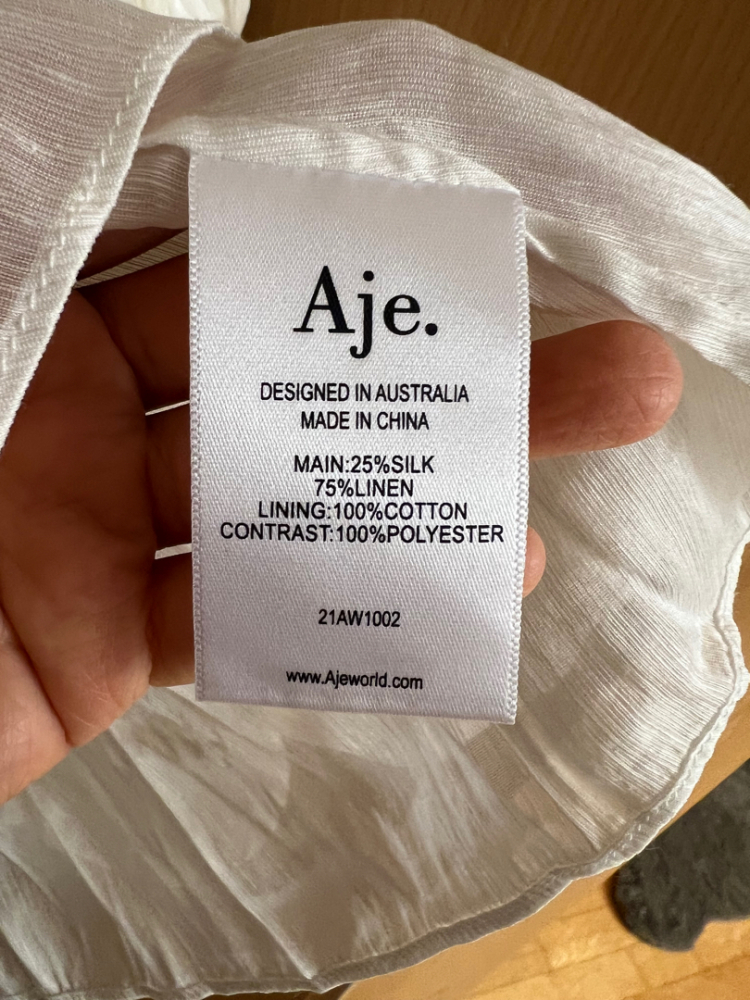 Aje.
DESIGNED IN AUSTRALIA
MADE IN CHINA
MAIN:25%SILK
75%LINEN
LINING:100%COTTON
CONTRAST:100%POLYESTER
21AW1002
www.Ajeworld.com